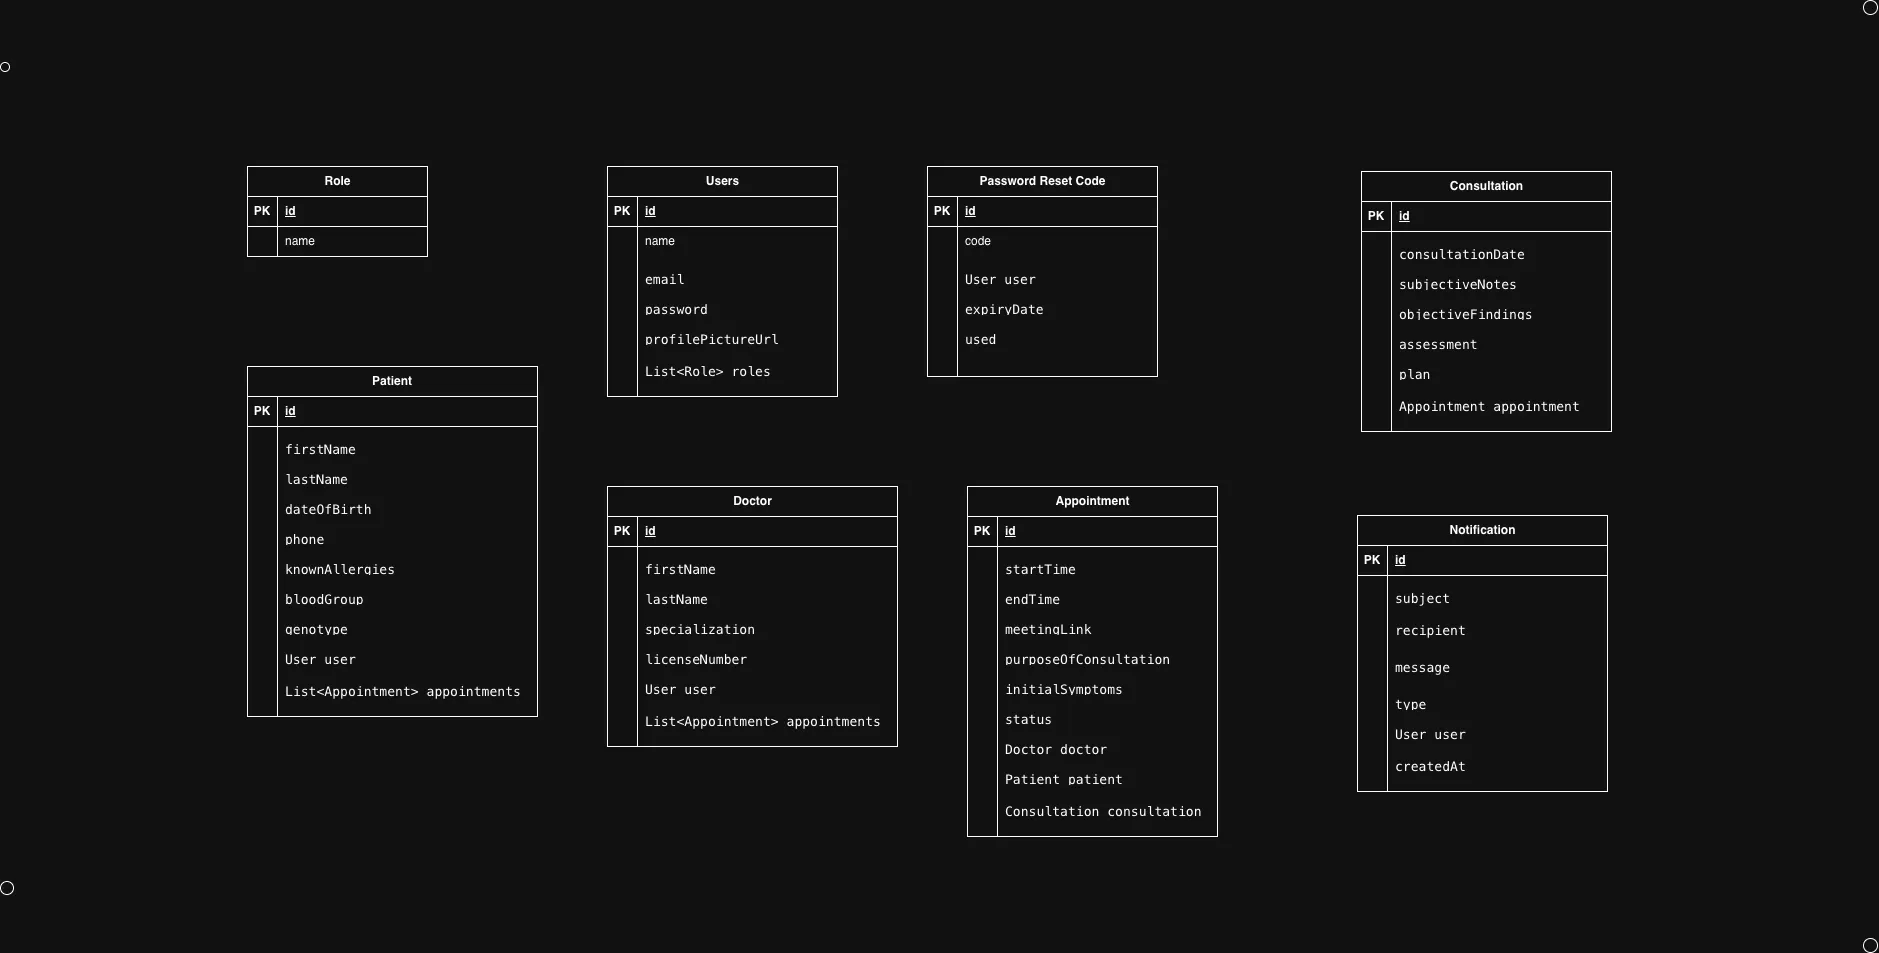 Role
PK id
name
Users
PK id
name
email
password
profilePictureUrl
List<Role> roles
Password Reset Code
PK id
code
User user
expiryDate
used
Consultation
PK id
consultationDate
subjectiveNotes
objectiveFindings
assessment
plan
Appointment appointment
Patient
PK id
firstName
lastName
dateOfBirth
phone
knownAllergies
bloodGroup
genotype
User user
List<Appointment> appointments
Doctor
PK id
firstName
lastName
specialization
licenseNumber
User user
List<Appointment> appointments
Appointment
PK id
startTime
endTime
meetingLink
purposeOfConsultation
initialSymptoms
status
Doctor doctor
Patient patient
Consultation consultation
Notification
PK id
subject
recipient
message
type
User user
createdAt